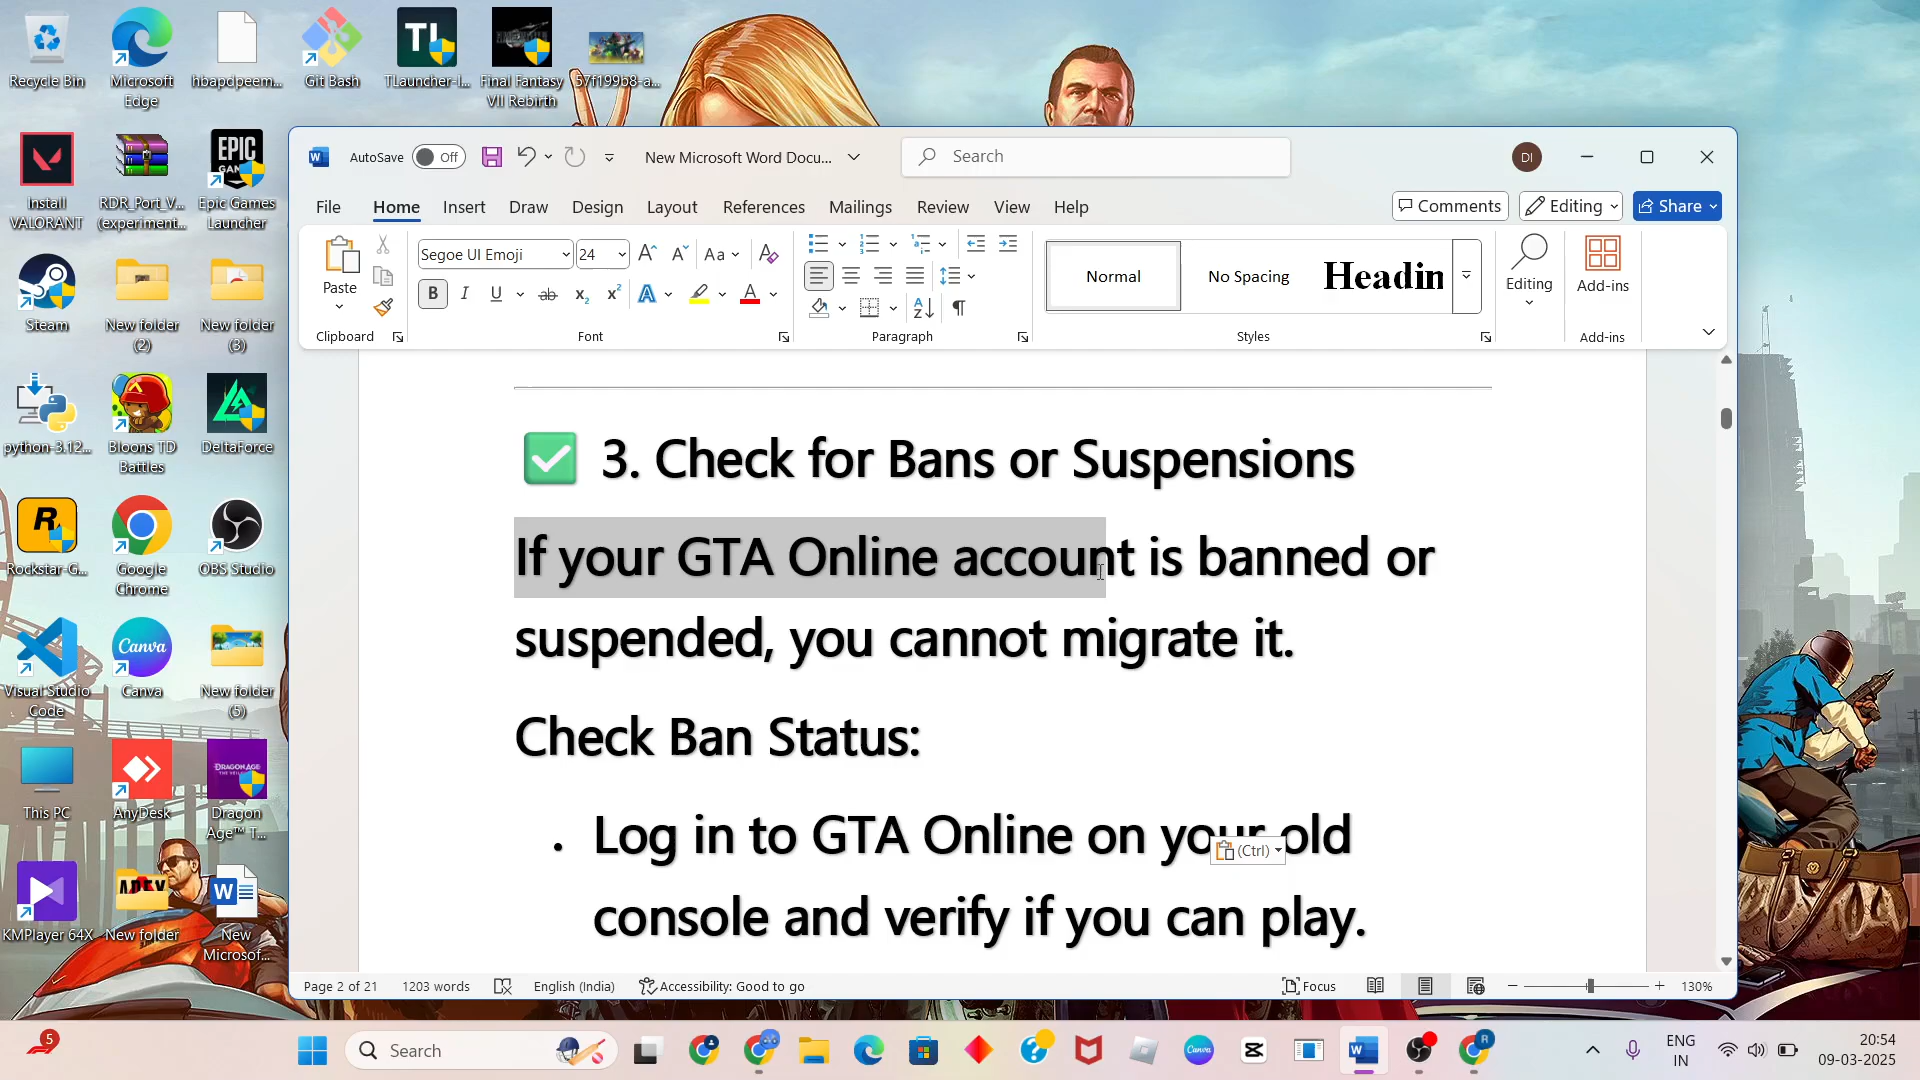 Recycle Bin
Microsoft Edge
hbapdpeem...
Git Bash
TLauncher-I...
Final Fantasy VII Rebirth
57f199b8-a...
Install VALORANT
RDR_Port_V... (experiment...
Epic Games Launcher
Steam
New folder (2)
New folder (3)
python-3.12...
Bloons TD Battles
DeltaForce
Rockstar-G...
Google Chrome
OBS Studio
Visual Studio Code
Canva
New folder (5)
This PC
AnyDesk
Dragon Age™ T...
KMPlayer 64X
New folder
New Microsof...
AutoSave Off
New Microsoft Word Docu...
Search
DI
File Home Insert Draw Design Layout References Mailings Review View Help
Comments Editing Share
Paste
Segoe UI Emoji 24
Normal No Spacing Headin
Editing Add-ins
Clipboard Font Paragraph Styles Add-ins
✅ 3. Check for Bans or Suspensions
If your GTA Online account is banned or
suspended, you cannot migrate it.
Check Ban Status:
• Log in to GTA Online on your old
(Ctrl)
console and verify if you can play.
Page 2 of 21 1203 words English (India) Accessibility: Good to go Focus 130%
5
Search
ENG IN
20:54
09-03-2025